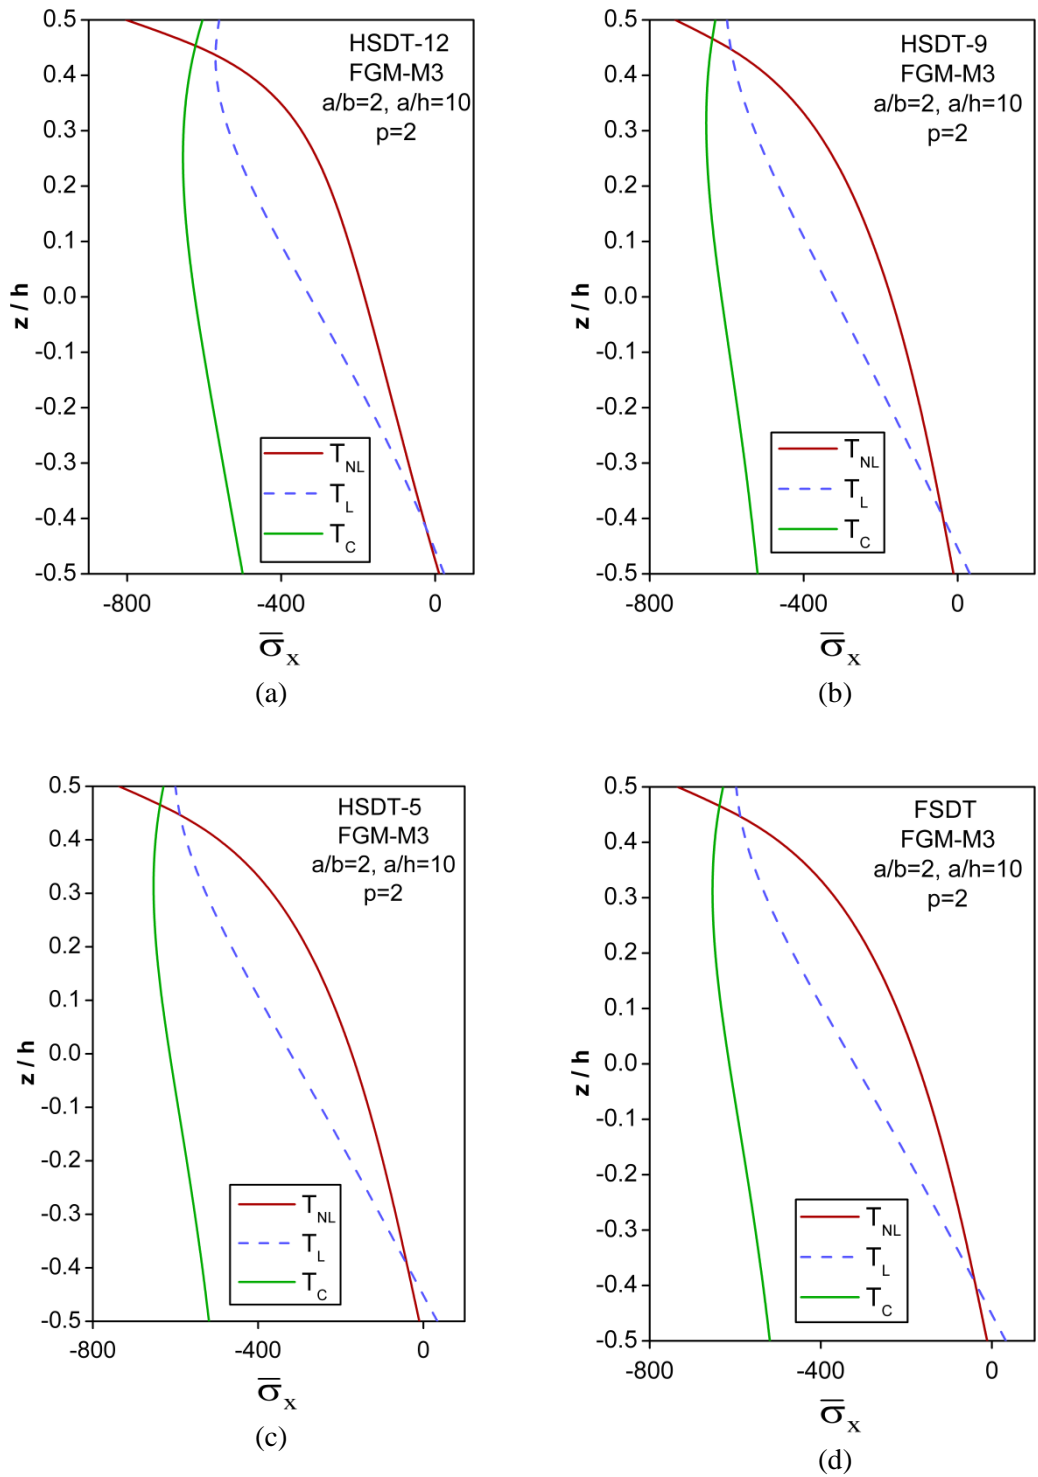 0.5
0.4
0.3
0.2
0.1
0.0
-0.1
-0.2
-0.3
-0.4
-0.5
z / h
HSDT-12
FGM-M3
a/b=2, a/h=10
p=2
T_NL
T_L
T_C
-800 -400 0
σ̅_x
(a)
0.5
0.4
0.3
0.2
0.1
0.0
-0.1
-0.2
-0.3
-0.4
-0.5
z / h
HSDT-9
FGM-M3
a/b=2, a/h=10
p=2
T_NL
T_L
T_C
-800 -400 0
σ̅_x
(b)
0.5
0.4
0.3
0.2
0.1
0.0
-0.1
-0.2
-0.3
-0.4
-0.5
z / h
HSDT-5
FGM-M3
a/b=2, a/h=10
p=2
T_NL
T_L
T_C
-800 -400 0
σ̅_x
(c)
0.5
0.4
0.3
0.2
0.1
0.0
-0.1
-0.2
-0.3
-0.4
-0.5
z / h
FSDT
FGM-M3
a/b=2, a/h=10
p=2
T_NL
T_L
T_C
-800 -400 0
σ̅_x
(d)